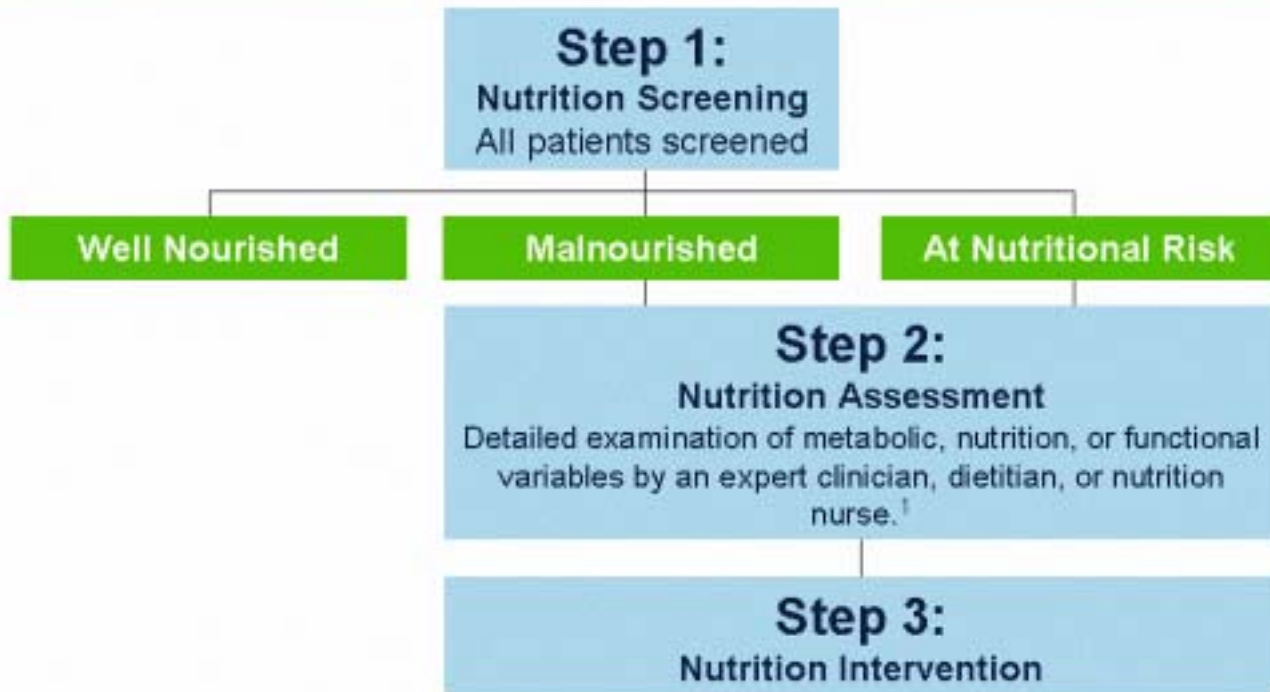 Step 1:
Nutrition Screening
All patients screened
Well Nourished
Malnourished
At Nutritional Risk
Step 2:
Nutrition Assessment
Detailed examination of metabolic, nutrition, or functional
variables by an expert clinician, dietitian, or nutrition
nurse.¹
Step 3:
Nutrition Intervention